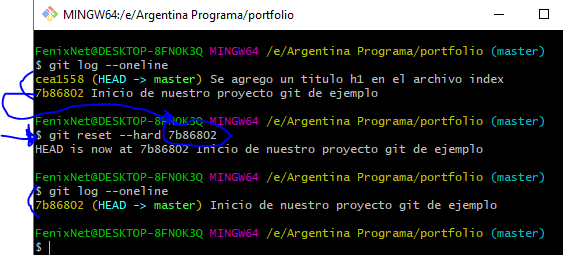 MINGW64:/e/Argentina Programa/portfolio
FenixNet@DESKTOP-8FNOK3Q MINGW64 /e/Argentina Programa/portfolio (master)
$ git log --oneline
cea1558 (HEAD -> master) Se agrego un titulo h1 en el archivo index
7b86802 Inicio de nuestro proyecto git de ejemplo
FenixNet@DESKTOP-8FNOK3Q MINGW64 /e/Argentina Programa/portfolio (master)
$ git reset --hard 7b86802
HEAD is now at 7b86802 Inicio de nuestro proyecto git de ejemplo
FenixNet@DESKTOP-8FNOK3Q MINGW64 /e/Argentina Programa/portfolio (master)
$ git log --oneline
7b86802 (HEAD -> master) Inicio de nuestro proyecto git de ejemplo
FenixNet@DESKTOP-8FNOK3Q MINGW64 /e/Argentina Programa/portfolio (master)
$